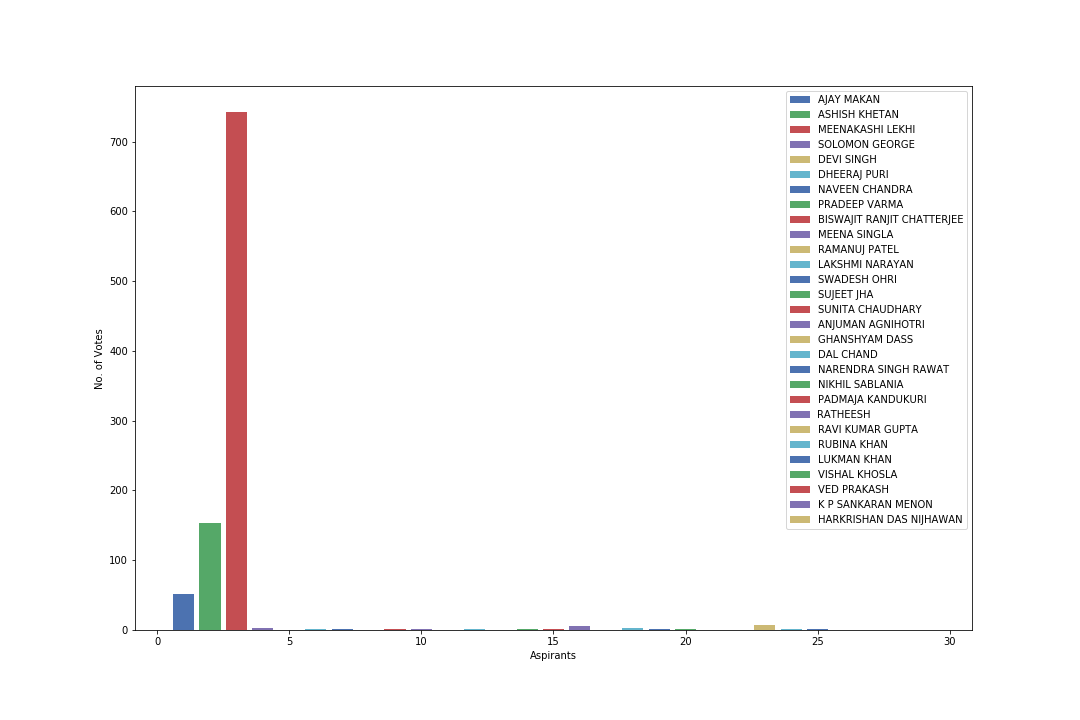 AJAY MAKAN
ASHISH KHETAN
MEENAKASHI LEKHI
SOLOMON GEORGE
DEVI SINGH
DHEERAJ PURI
NAVEEN CHANDRA
PRADEEP VARMA
BISWAJIT RANJIT CHATTERJEE
MEENA SINGLA
RAMANUJ PATEL
LAKSHMI NARAYAN
SWADESH OHRI
SUJEET JHA
SUNITA CHAUDHARY
ANJUMAN AGNIHOTRI
GHANSHYAM DASS
DAL CHAND
NARENDRA SINGH RAWAT
NIKHIL SABLANIA
PADMAJA KANDUKURI
RATHEESH
RAVI KUMAR GUPTA
RUBINA KHAN
LUKMAN KHAN
VISHAL KHOSLA
VED PRAKASH
K P SANKARAN MENON
HARKRISHAN DAS NIJHAWAN
700
600
500
400
300
200
100
0
No. of Votes
0 5 10 15 20 25 30
Aspirants